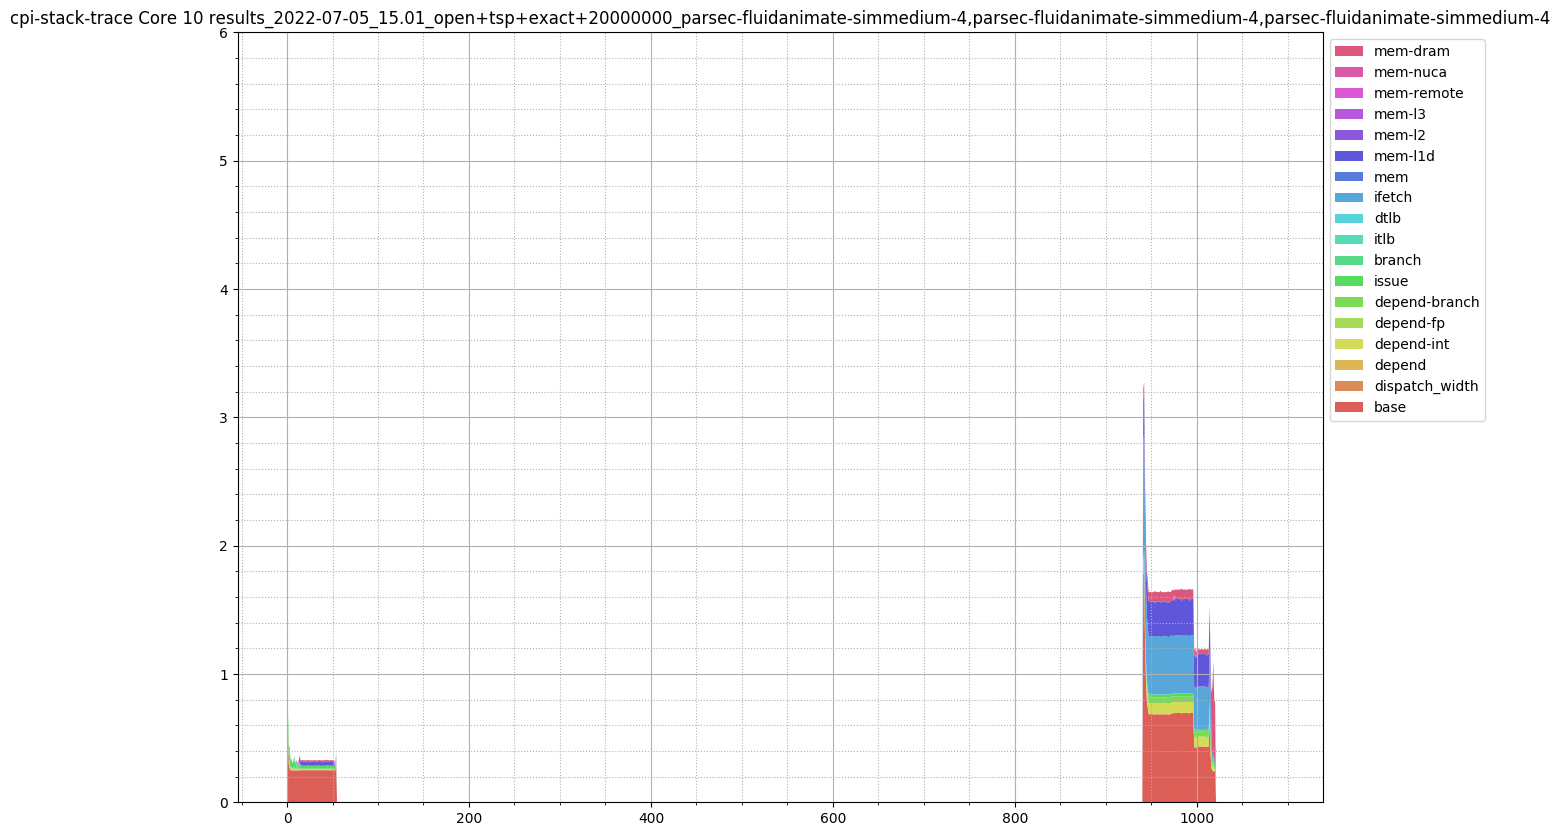 cpi-stack-trace Core 10 results_2022-07-05_15.01_open+tsp+exact+20000000_parsec-fluidanimate-simmedium-4,parsec-fluidanimate-simmedium-4,parsec-fluidanimate-simmedium-4
6
5
4
3
2
1
0
0 200 400 600 800 1000
mem-dram
mem-nuca
mem-remote
mem-l3
mem-l2
mem-l1d
mem
ifetch
dtlb
itlb
branch
issue
depend-branch
depend-fp
depend-int
depend
dispatch_width
base